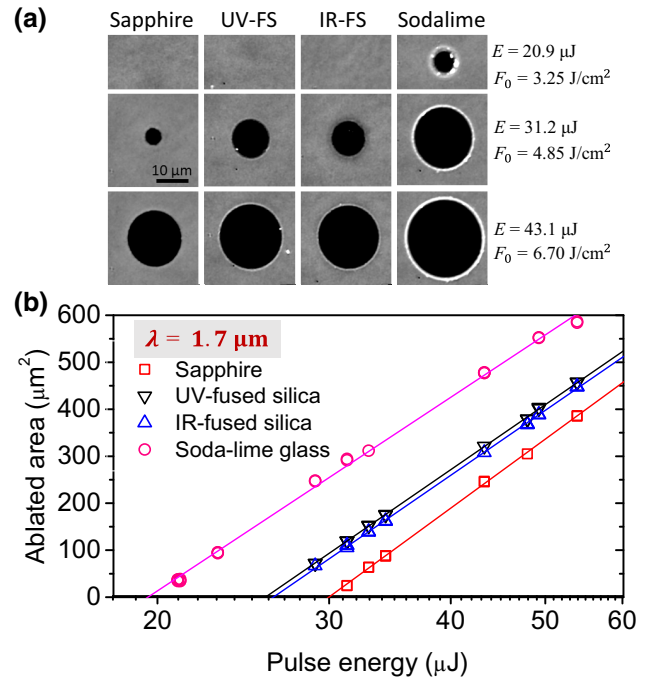 (a)
Sapphire UV-FS IR-FS Sodalime
E = 20.9 µJ
F₀ = 3.25 J/cm²
E = 31.2 µJ
F₀ = 4.85 J/cm²
10 µm
E = 43.1 µJ
F₀ = 6.70 J/cm²
(b)
λ = 1.7 µm
Sapphire
UV-fused silica
IR-fused silica
Soda-lime glass
Ablated area (µm²)
600
500
400
300
200
100
0
20 30 40 50 60
Pulse energy (µJ)